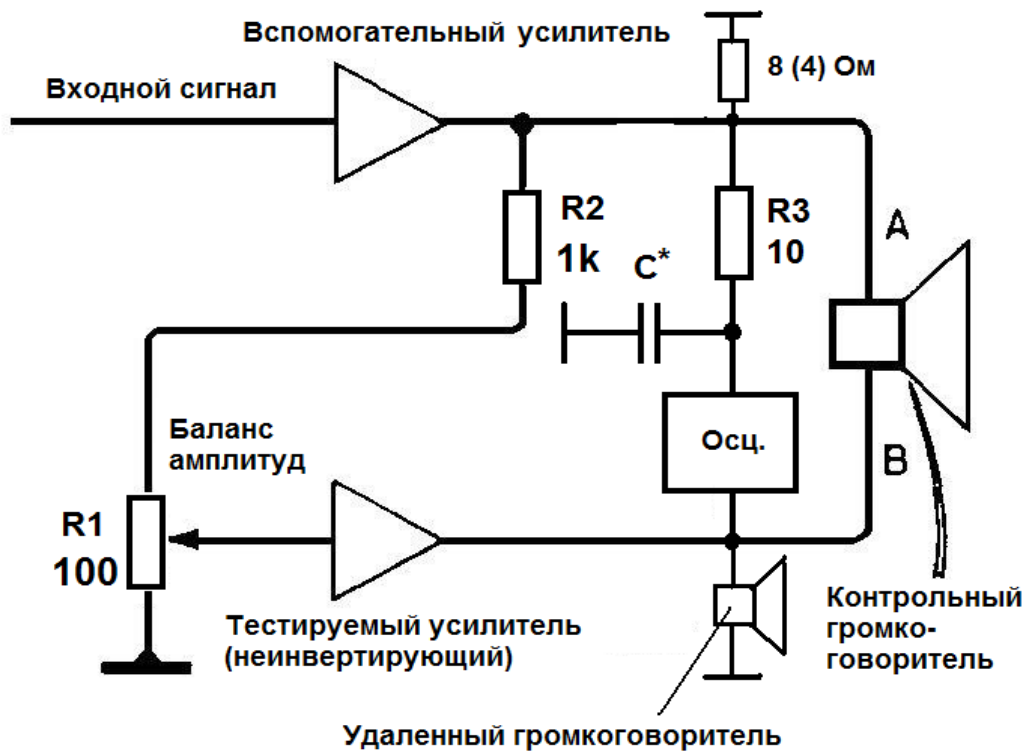 Вспомогательный усилитель
Входной сигнал
8 (4) Ом
R2
1k
R3
10
C*
A
Баланс
амплитуд
Осц.
B
R1
100
Тестируемый усилитель
(неинвертирующий)
Контрольный
громко-
говоритель
Удаленный громкоговоритель